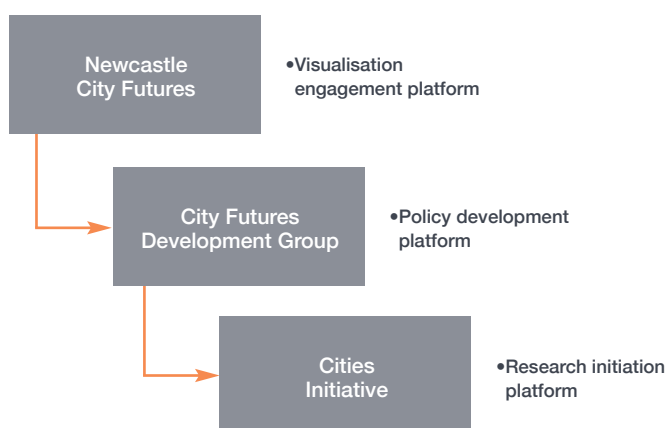 Newcastle
City Futures
•Visualisation
engagement platform
City Futures
Development Group
•Policy development
platform
Cities
Initiative
•Research initiation
platform